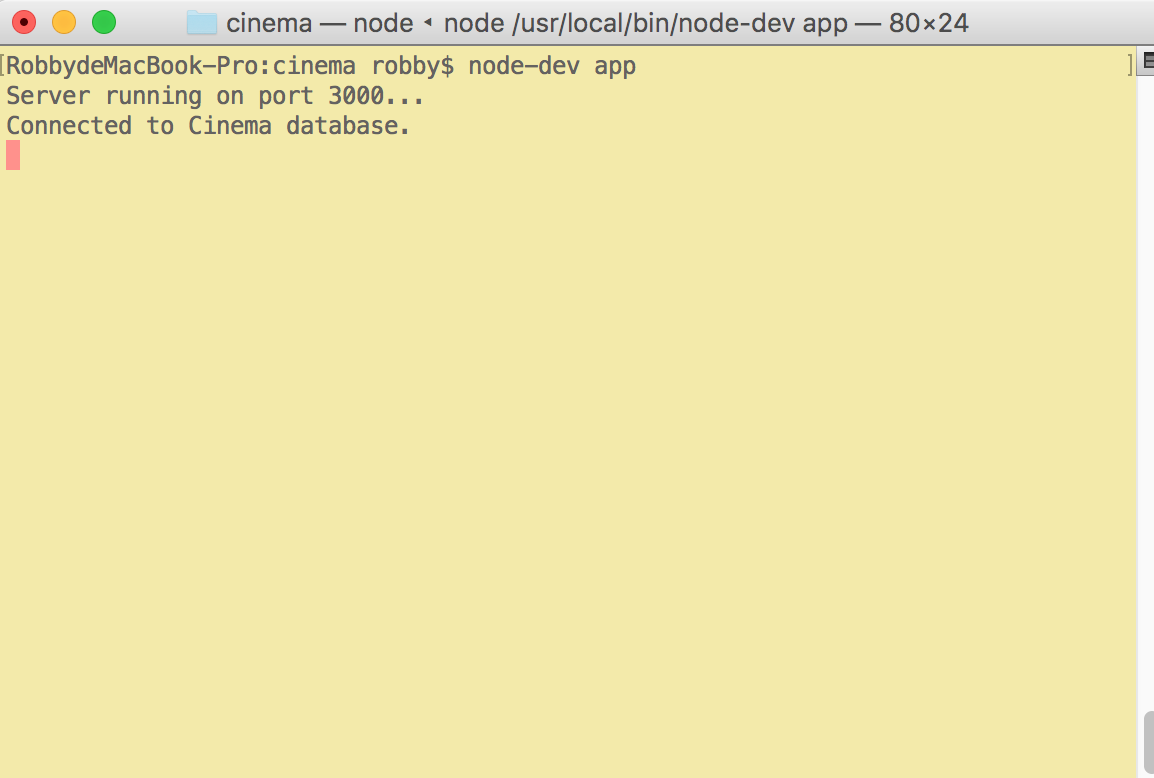 cinema — node ◂ node /usr/local/bin/node-dev app — 80×24
[RobbydeMacBook-Pro:cinema robby$ node-dev app ]
Server running on port 3000...
Connected to Cinema database.